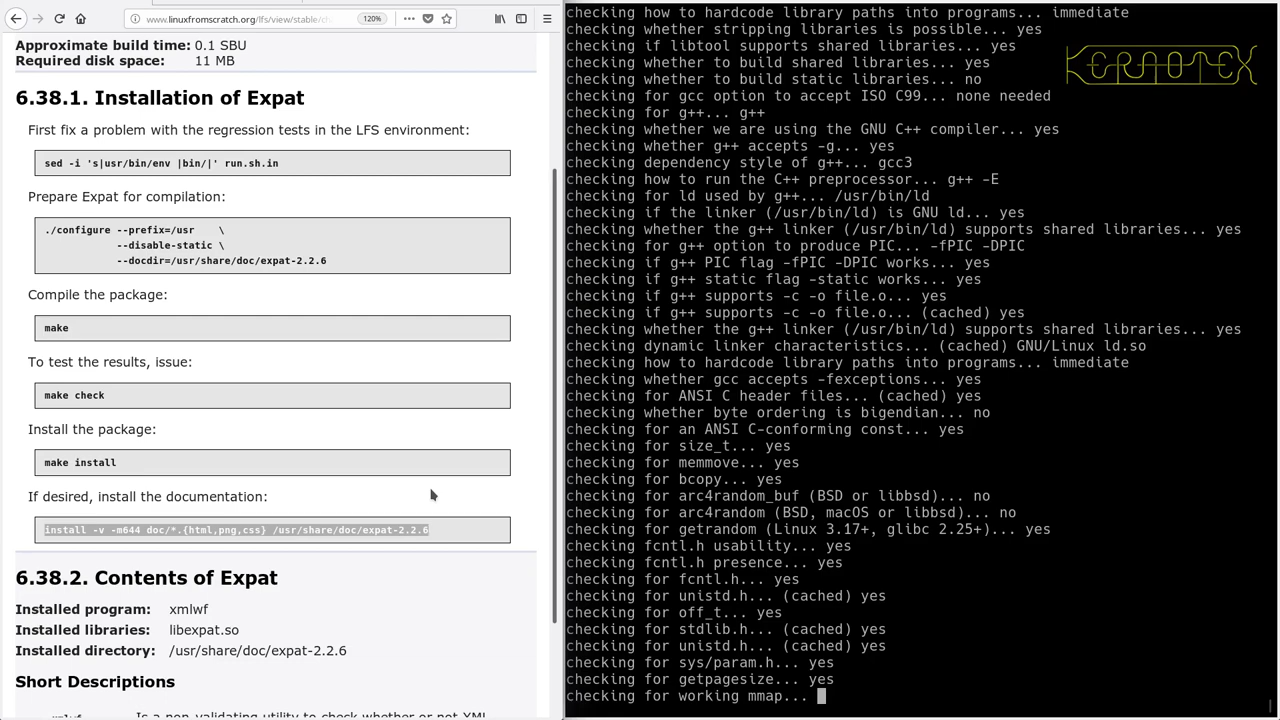 www.linuxfromscratch.org/lfs/view/stable/ch
120%
Approximate build time: 0.1 SBU
Required disk space: 11 MB
6.38.1. Installation of Expat
First fix a problem with the regression tests in the LFS environment:
sed -i 's|usr/bin/env |bin/|' run.sh.in
Prepare Expat for compilation:
./configure --prefix=/usr    \
--disable-static \
--docdir=/usr/share/doc/expat-2.2.6
Compile the package:
make
To test the results, issue:
make check
Install the package:
make install
If desired, install the documentation:
install -v -m644 doc/*.{html,png,css} /usr/share/doc/expat-2.2.6
6.38.2. Contents of Expat
Installed program: xmlwf
Installed libraries: libexpat.so
Installed directory: /usr/share/doc/expat-2.2.6
Short Descriptions
Is a non-validating utility to check whether or not XML
checking how to hardcode library paths into programs... immediate
checking whether stripping libraries is possible... yes
checking if libtool supports shared libraries... yes
checking whether to build shared libraries... yes
checking whether to build static libraries... no
checking for gcc option to accept ISO C99... none needed
checking for g++... g++
checking whether we are using the GNU C++ compiler... yes
checking whether g++ accepts -g... yes
checking dependency style of g++... gcc3
checking how to run the C++ preprocessor... g++ -E
checking for ld used by g++... /usr/bin/ld
checking if the linker (/usr/bin/ld) is GNU ld... yes
checking whether the g++ linker (/usr/bin/ld) supports shared libraries... yes
checking for g++ option to produce PIC... -fPIC -DPIC
checking if g++ PIC flag -fPIC -DPIC works... yes
checking if g++ static flag -static works... yes
checking if g++ supports -c -o file.o... yes
checking if g++ supports -c -o file.o... (cached) yes
checking whether the g++ linker (/usr/bin/ld) supports shared libraries... yes
checking dynamic linker characteristics... (cached) GNU/Linux ld.so
checking how to hardcode library paths into programs... immediate
checking whether gcc accepts -fexceptions... yes
checking for ANSI C header files... (cached) yes
checking whether byte ordering is bigendian... no
checking for an ANSI C-conforming const... yes
checking for size_t... yes
checking for memmove... yes
checking for bcopy... yes
checking for arc4random_buf (BSD or libbsd)... no
checking for arc4random (BSD, macOS or libbsd)... no
checking for getrandom (Linux 3.17+, glibc 2.25+)... yes
checking fcntl.h usability... yes
checking fcntl.h presence... yes
checking for fcntl.h... yes
checking for unistd.h... (cached) yes
checking for off_t... yes
checking for stdlib.h... (cached) yes
checking for unistd.h... (cached) yes
checking for sys/param.h... yes
checking for getpagesize... yes
checking for working mmap...